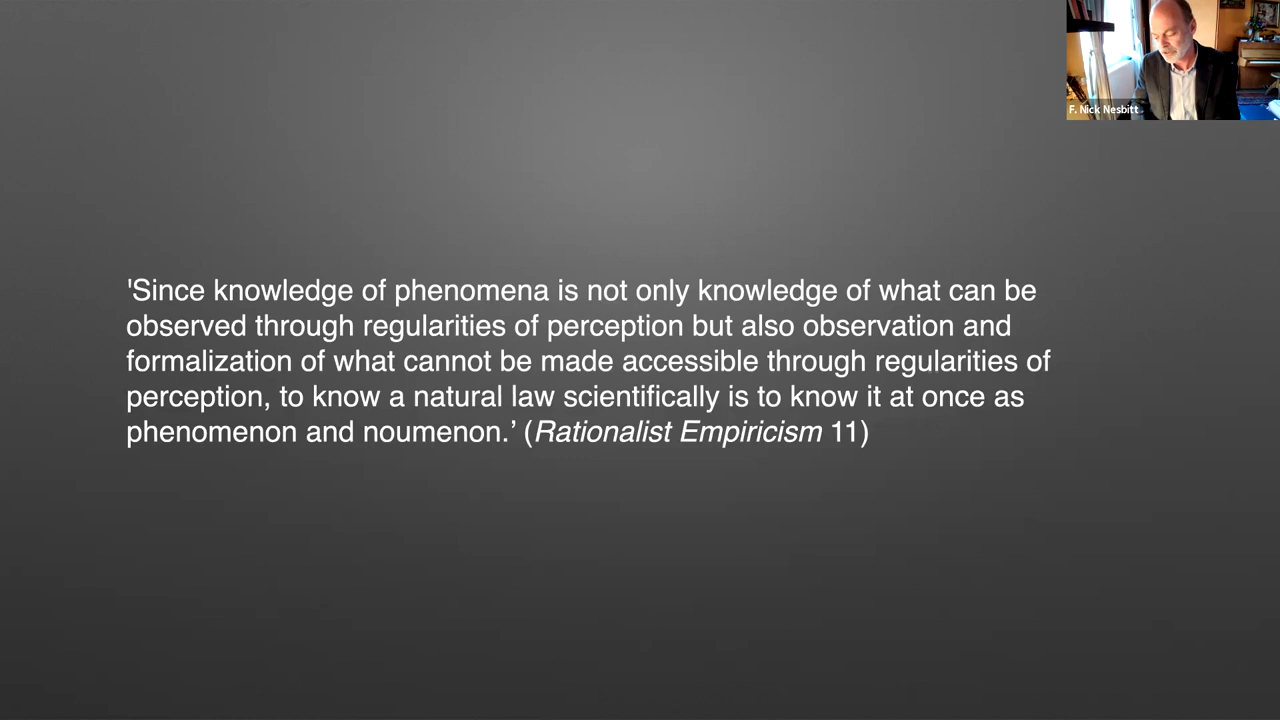 F. Nick Nesbitt
'Since knowledge of phenomena is not only knowledge of what can be
observed through regularities of perception but also observation and
formalization of what cannot be made accessible through regularities of
perception, to know a natural law scientifically is to know it at once as
phenomenon and noumenon.’ (Rationalist Empiricism 11)